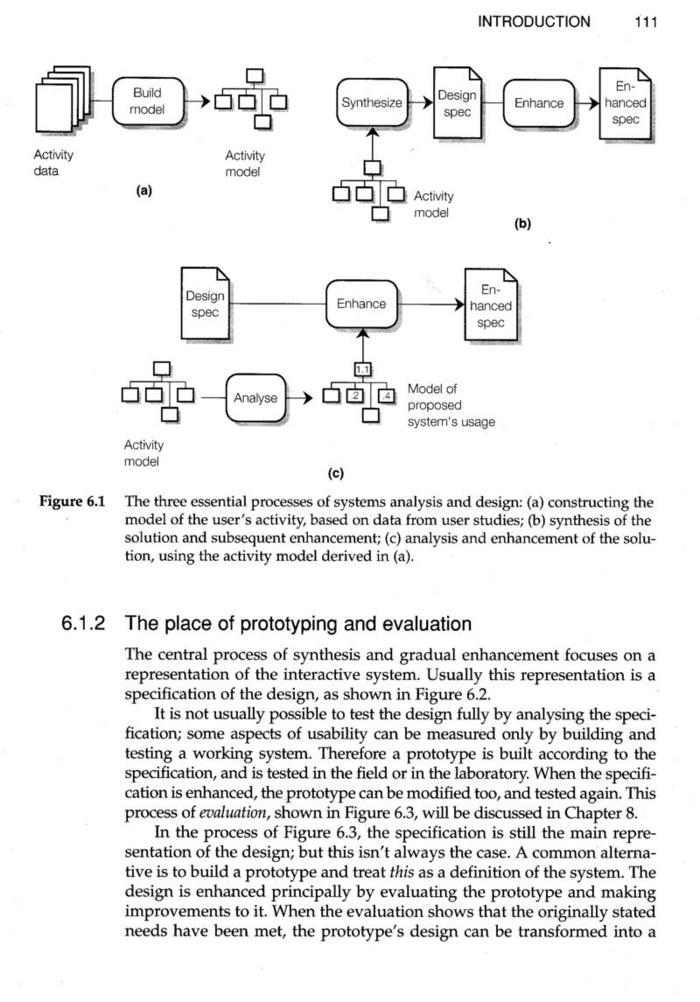 INTRODUCTION 111
Build
model
Activity
data
Activity
model
(a)
Synthesize
Design
spec
Enhance
En-
hanced
spec
Activity
model
(b)
Design
spec
Enhance
En-
hanced
spec
1.1
.2
.4
Analyse
Model of
proposed
system's usage
Activity
model
(c)
Figure 6.1 The three essential processes of systems analysis and design: (a) constructing the
model of the user's activity, based on data from user studies; (b) synthesis of the
solution and subsequent enhancement; (c) analysis and enhancement of the solu-
tion, using the activity model derived in (a).
6.1.2 The place of prototyping and evaluation
The central process of synthesis and gradual enhancement focuses on a
representation of the interactive system. Usually this representation is a
specification of the design, as shown in Figure 6.2.
It is not usually possible to test the design fully by analysing the speci-
fication; some aspects of usability can be measured only by building and
testing a working system. Therefore a prototype is built according to the
specification, and is tested in the field or in the laboratory. When the specifi-
cation is enhanced, the prototype can be modified too, and tested again. This
process of evaluation, shown in Figure 6.3, will be discussed in Chapter 8.
In the process of Figure 6.3, the specification is still the main repre-
sentation of the design; but this isn't always the case. A common alterna-
tive is to build a prototype and treat this as a definition of the system. The
design is enhanced principally by evaluating the prototype and making
improvements to it. When the evaluation shows that the originally stated
needs have been met, the prototype's design can be transformed into a